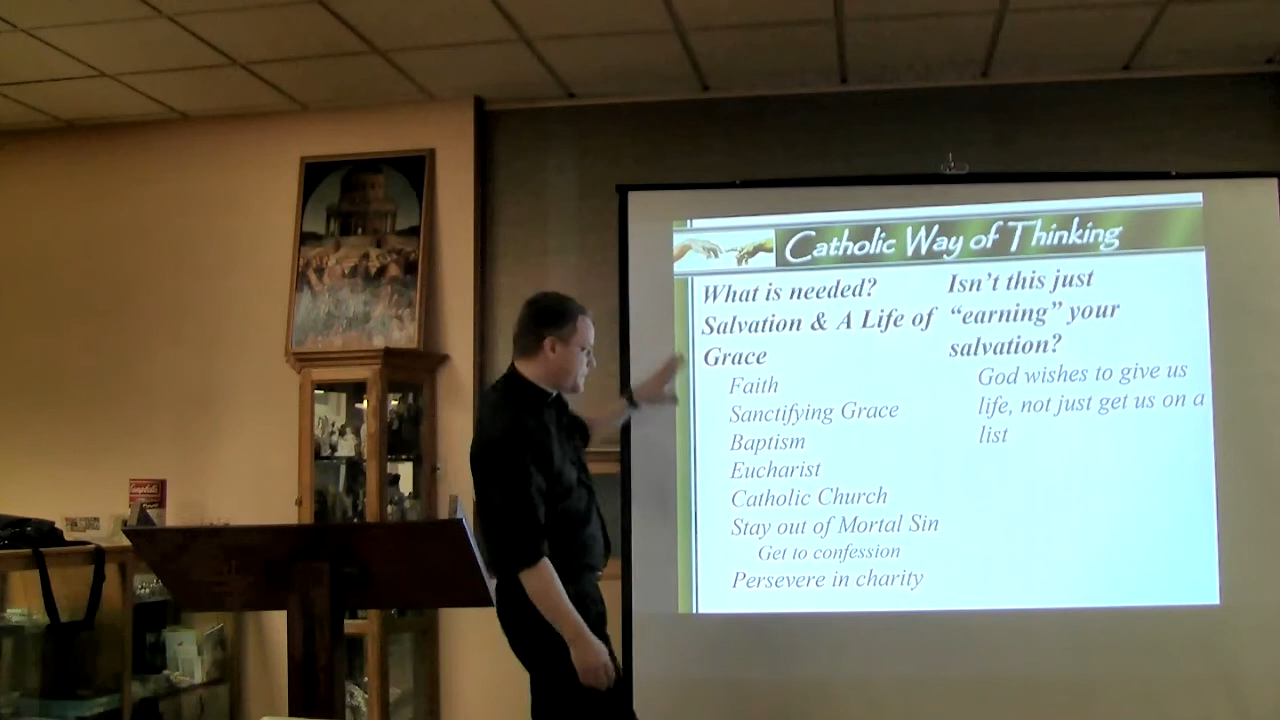 Catholic Way of Thinking
What is needed?
Salvation & A Life of
Grace
Faith
Sanctifying Grace
Baptism
Eucharist
Catholic Church
Stay out of Mortal Sin
Get to confession
Persevere in charity
Isn't this just
"earning" your
salvation?
God wishes to give us
life, not just get us on a
list
Campbell's